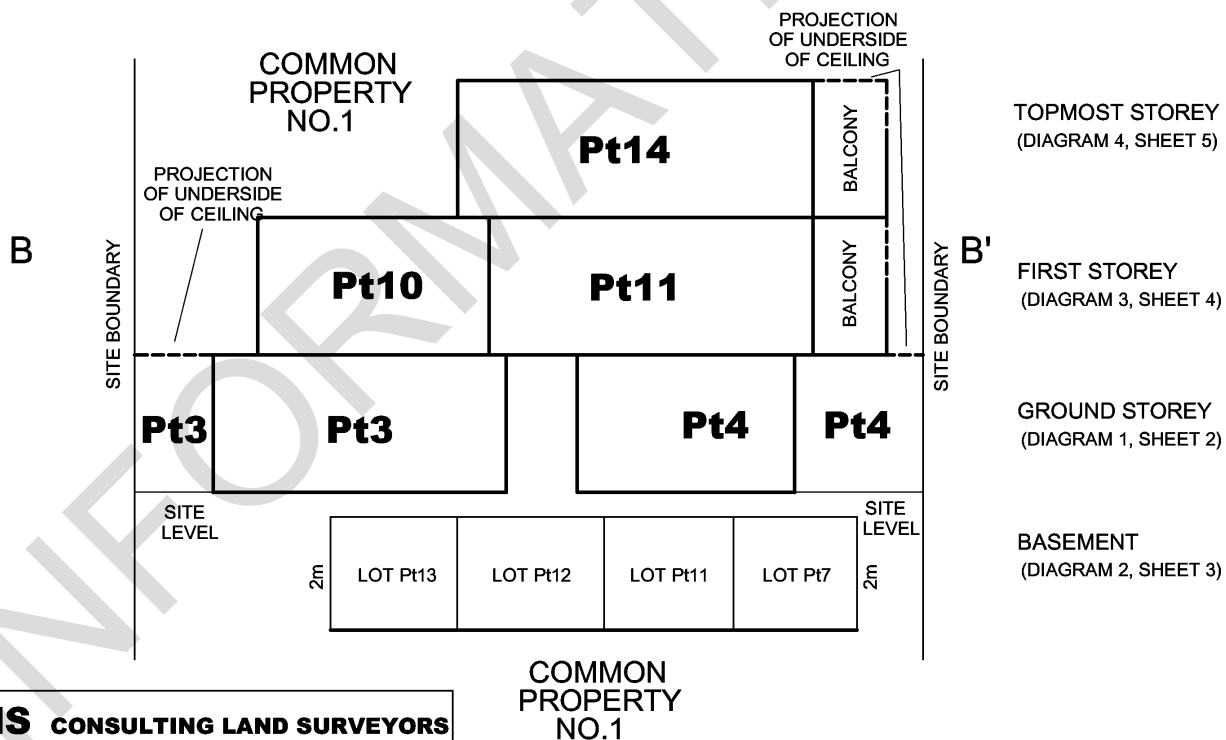 PROJECTION
OF UNDERSIDE
OF CEILING
COMMON
PROPERTY
NO.1
TOPMOST STOREY
(DIAGRAM 4, SHEET 5)
Pt14
BALCONY
PROJECTION
OF UNDERSIDE
OF CEILING
B
SITE BOUNDARY
Pt10
Pt11
BALCONY
SITE BOUNDARY
B'
FIRST STOREY
(DIAGRAM 3, SHEET 4)
Pt3
Pt3
Pt4
Pt4
GROUND STOREY
(DIAGRAM 1, SHEET 2)
SITE
LEVEL
SITE
LEVEL
2m
LOT Pt13
LOT Pt12
LOT Pt11
LOT Pt7
2m
BASEMENT
(DIAGRAM 2, SHEET 3)
COMMON
PROPERTY
NO.1
CONSULTING LAND SURVEYORS